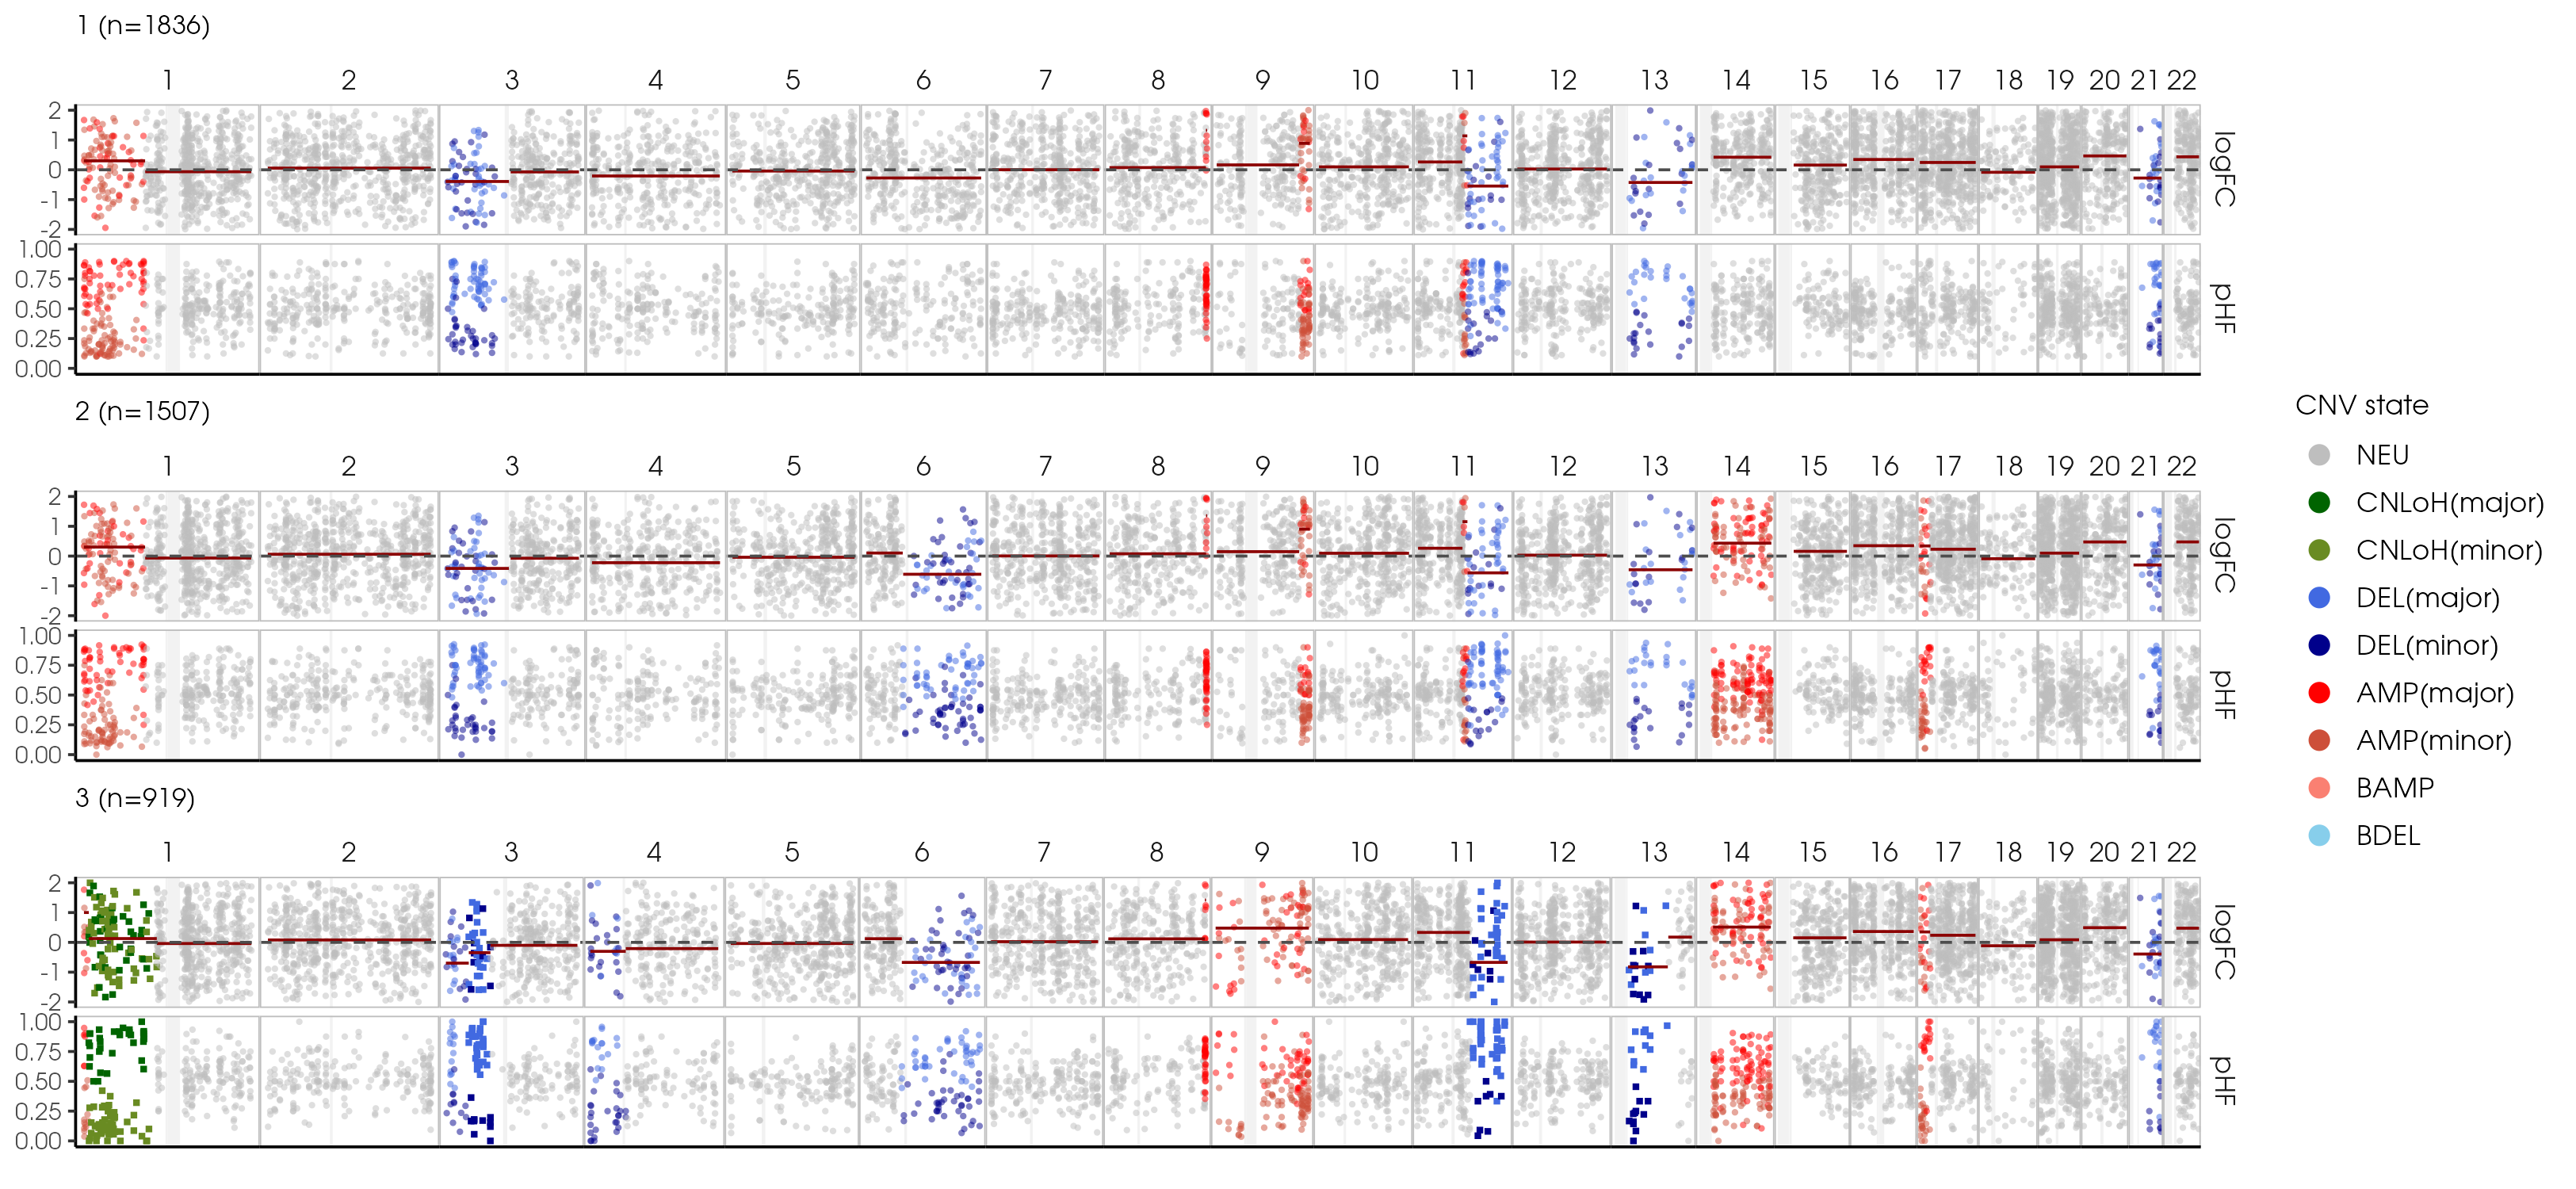 1 (n=1836)
1 2 3 4 5 6 7 8 9 10 11 12 13 14 15 16 17 18 19 20 21 22
2
1
0
-1
-2
logFC
1.00
0.75
0.50
0.25
0.00
pHF
2 (n=1507)
1 2 3 4 5 6 7 8 9 10 11 12 13 14 15 16 17 18 19 20 21 22
2
1
0
-1
-2
logFC
1.00
0.75
0.50
0.25
0.00
pHF
3 (n=919)
1 2 3 4 5 6 7 8 9 10 11 12 13 14 15 16 17 18 19 20 21 22
2
1
0
-1
-2
logFC
1.00
0.75
0.50
0.25
0.00
pHF
CNV state
NEU
CNLoH(major)
CNLoH(minor)
DEL(major)
DEL(minor)
AMP(major)
AMP(minor)
BAMP
BDEL